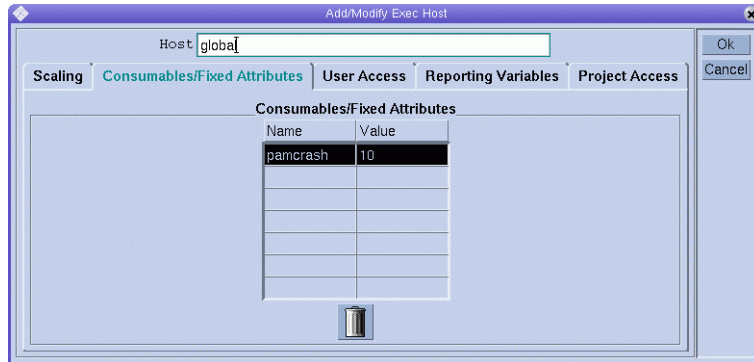 Add/Modify Exec Host
Host global
Ok
Cancel
Scaling Consumables/Fixed Attributes User Access Reporting Variables Project Access
Consumables/Fixed Attributes
Name Value
pamcrash 10